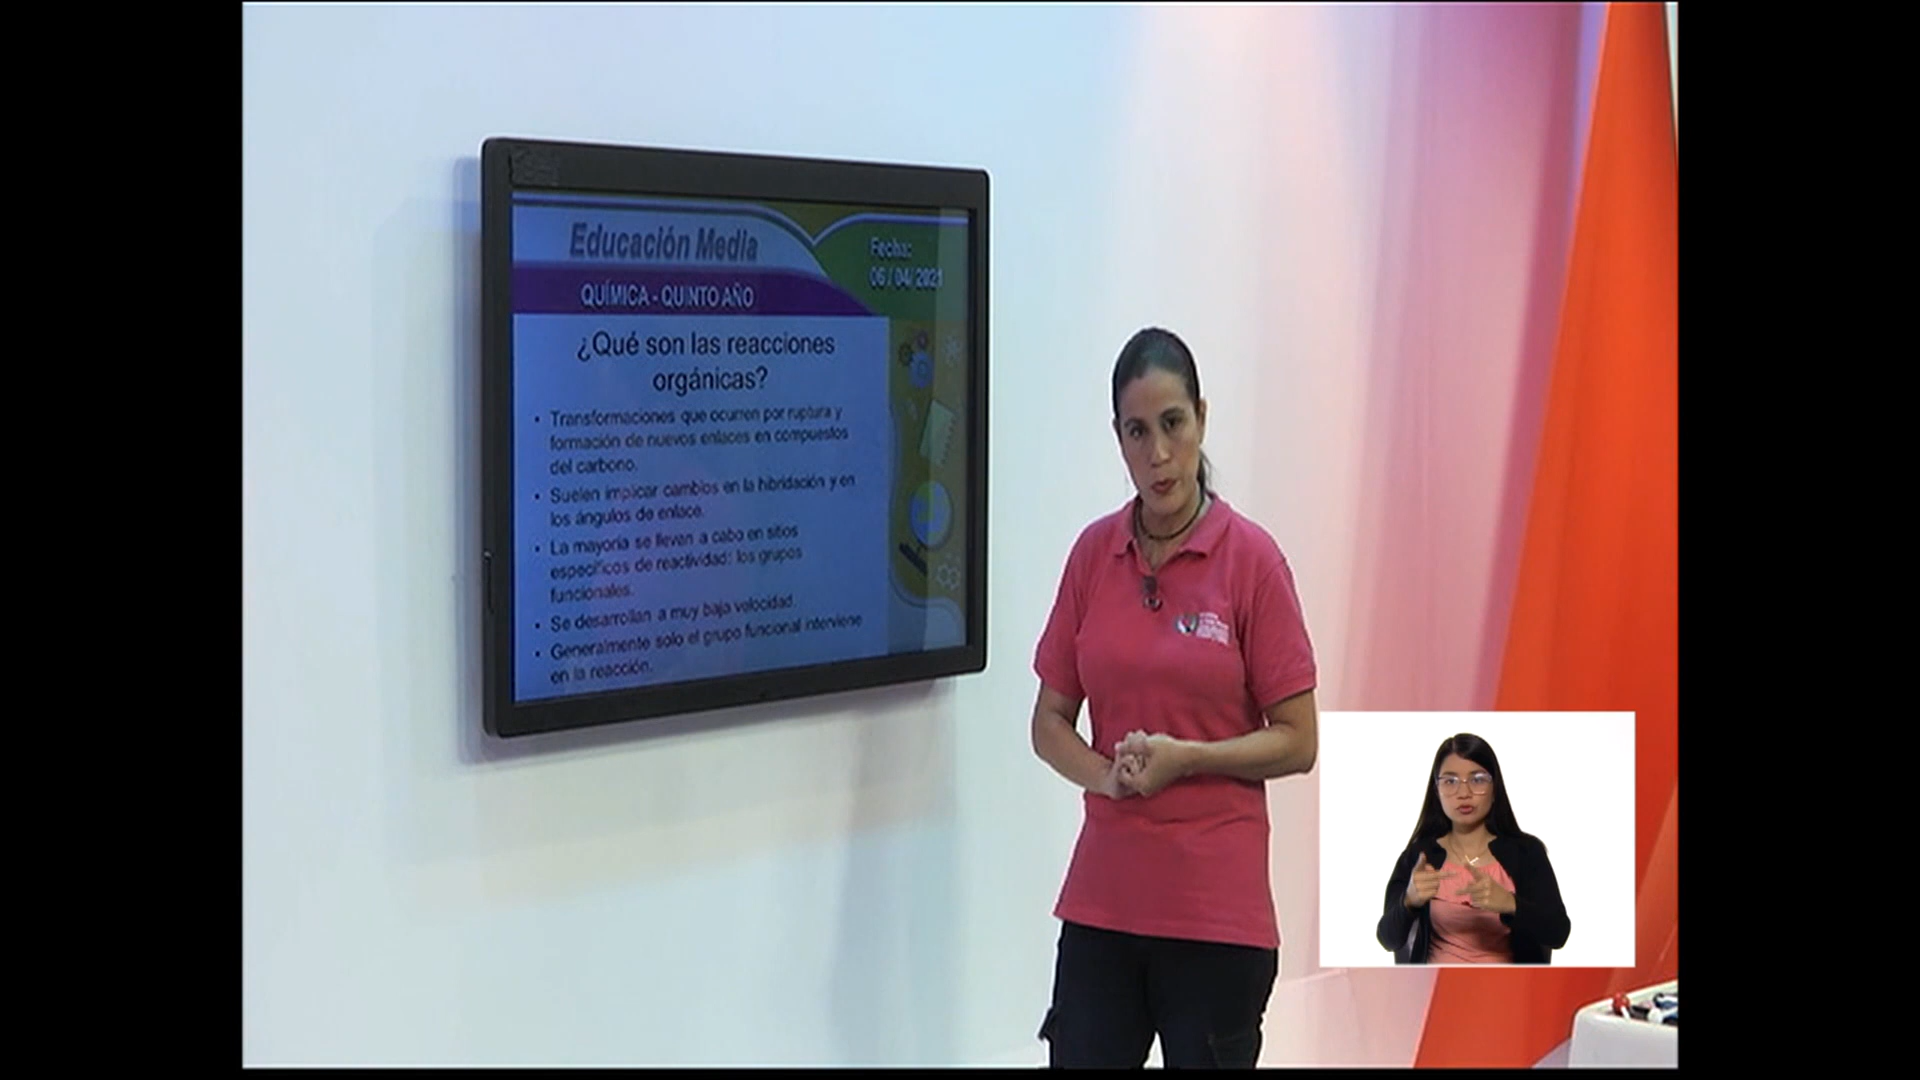 Educación Media
Fecha:
06 / 04/ 2021
QUÍMICA - QUINTO AÑO
¿Qué son las reacciones
orgánicas?
• Transformaciones que ocurren por ruptura y
formación de nuevos enlaces en compuestos
del carbono.
• Suelen implicar cambios en la hibridación y en
los ángulos de enlace.
• La mayoría se llevan a cabo en sitios
específicos de reactividad: los grupos
funcionales.
• Se desarrollan a muy baja velocidad.
• Generalmente solo el grupo funcional interviene
en la reacción.